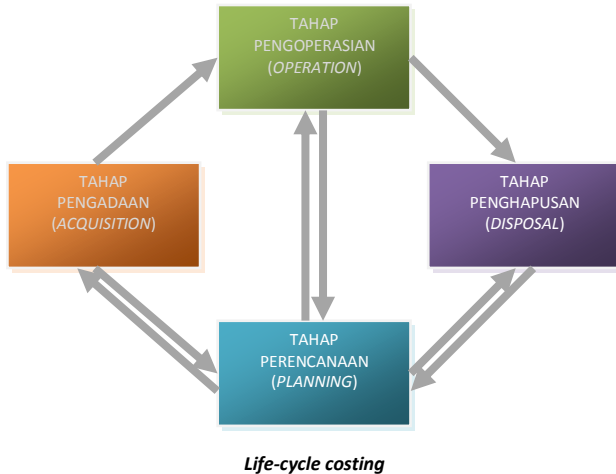 TAHAP
PENGOPERASIAN
(OPERATION)
TAHAP
PENGADAAN
(ACQUISITION)
TAHAP
PENGHAPUSAN
(DISPOSAL)
TAHAP
PERENCANAAN
(PLANNING)
Life-cycle costing